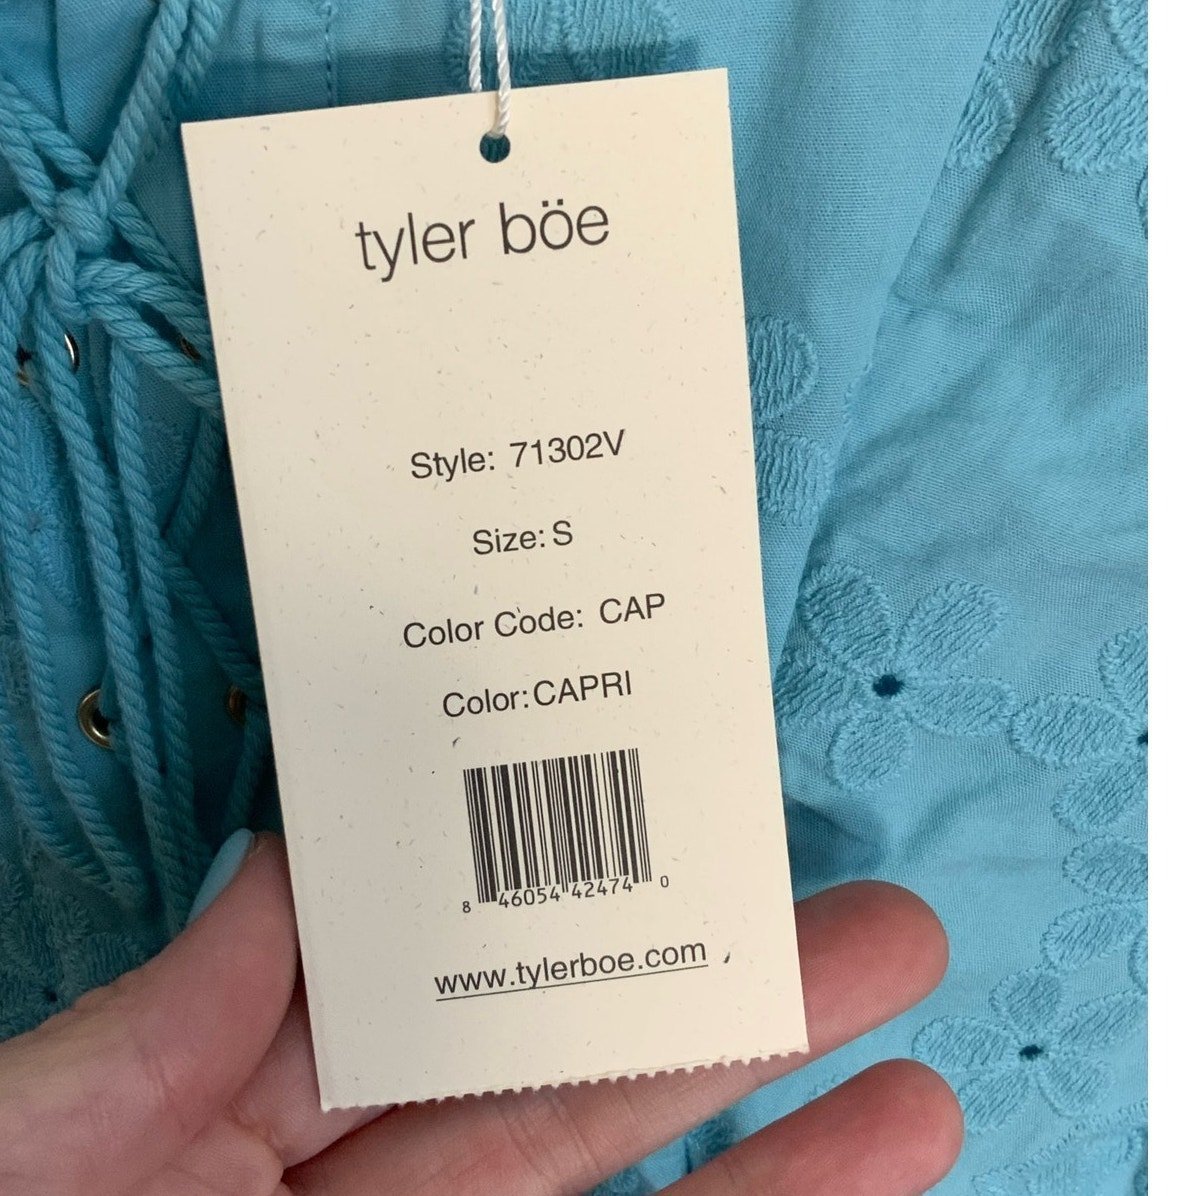 tyler böe
Style: 71302V
Size: S
Color Code: CAP
Color: CAPRI
8 46054 42474 0
www.tylerboe.com